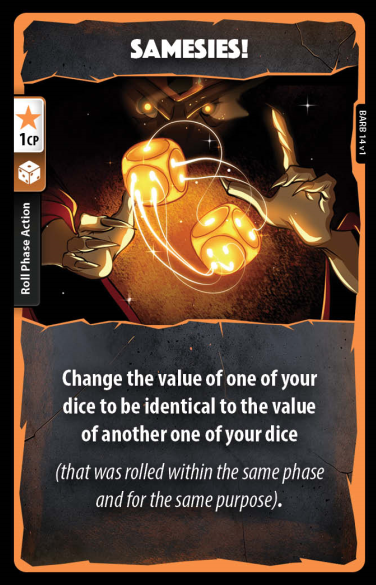 SAMESIES!
1CP
Roll Phase Action
BARB 14 v1
Change the value of one of your
dice to be identical to the value
of another one of your dice
(that was rolled within the same phase
and for the same purpose).